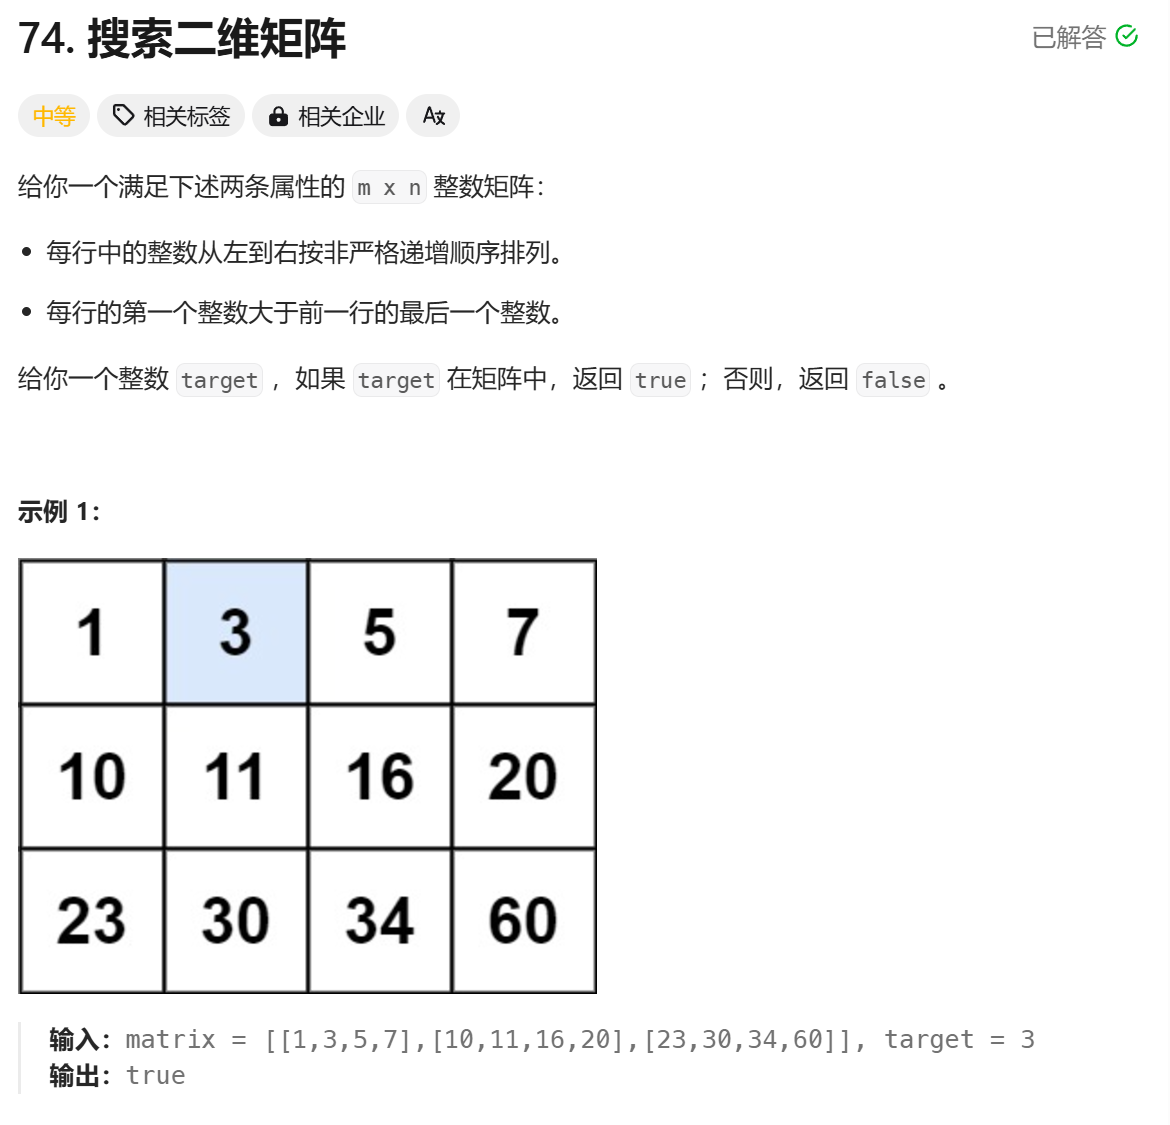 74. 搜索二维矩阵
已解答
中等 相关标签 相关企业 A文
给你一个满足下述两条属性的 m x n 整数矩阵：
• 每行中的整数从左到右按非严格递增顺序排列。
• 每行的第一个整数大于前一行的最后一个整数。
给你一个整数 target ，如果 target 在矩阵中，返回 true ；否则，返回 false 。
示例 1：
1 3 5 7
10 11 16 20
23 30 34 60
输入：matrix = [[1,3,5,7],[10,11,16,20],[23,30,34,60]], target = 3
输出：true